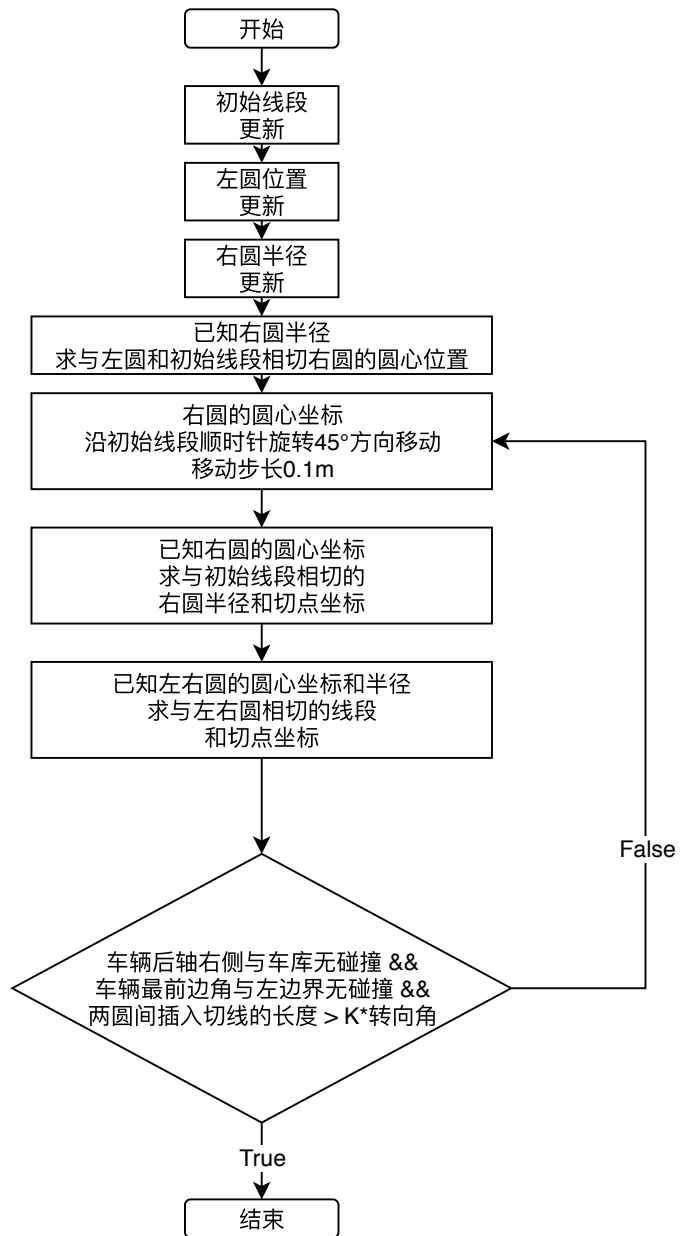 开始
初始线段
更新
左圆位置
更新
右圆半径
更新
已知右圆半径
求与左圆和初始线段相切右圆的圆心位置
右圆的圆心坐标
沿初始线段顺时针旋转45°方向移动
移动步长0.1m
已知右圆的圆心坐标
求与初始线段相切的
右圆半径和切点坐标
已知左右圆的圆心坐标和半径
求与左右圆相切的线段
和切点坐标
False
车辆后轴右侧与车库无碰撞 &&
车辆最前边角与左边界无碰撞 &&
两圆间插入切线的长度 > K*转向角
True
结束